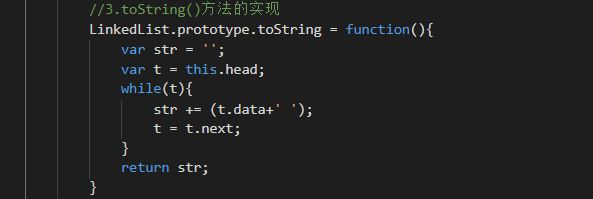 //3.toString()方法的实现
LinkedList.prototype.toString = function(){
var str = '';
var t = this.head;
while(t){
str += (t.data+' ');
t = t.next;
}
return str;
}